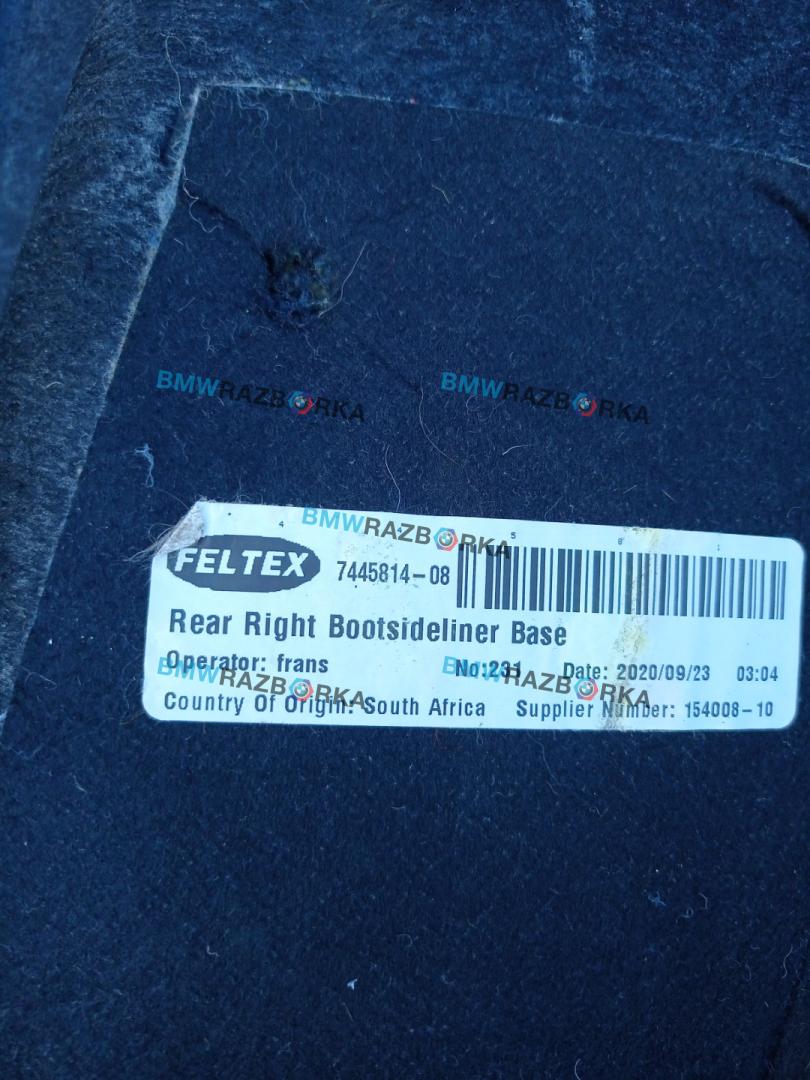 BMWRAZBORKA
BMWRAZBORKA
BMWRAZBORKA
FELTEX 7445814-08
Rear Right Bootsideliner Base
Operator: frans No:231 Date: 2020/09/23 03:04
BMWRAZBORKA
BMWRAZBORKA
Country Of Origin: South Africa Supplier Number: 154008-10